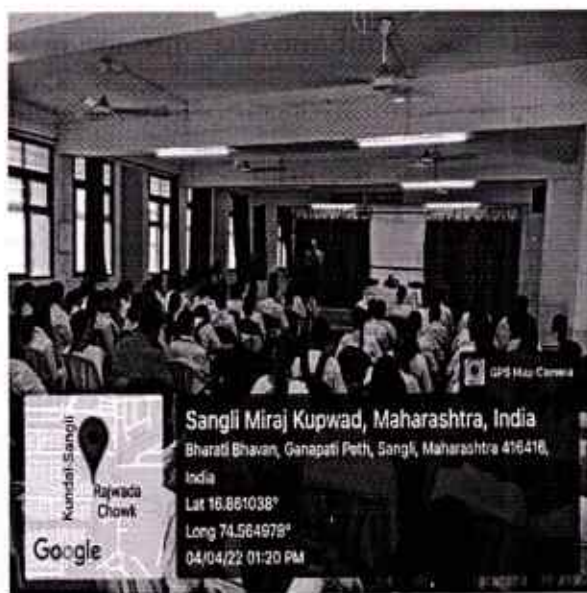 GPS Map Camera
Kundal-Sangli
Rajwada
Chowk
Google
Sangli Miraj Kupwad, Maharashtra, India
Bharati Bhavan, Ganapati Peth, Sangli, Maharashtra 416416,
India
Lat 16.861038°
Long 74.564979°
04/04/22 01:20 PM